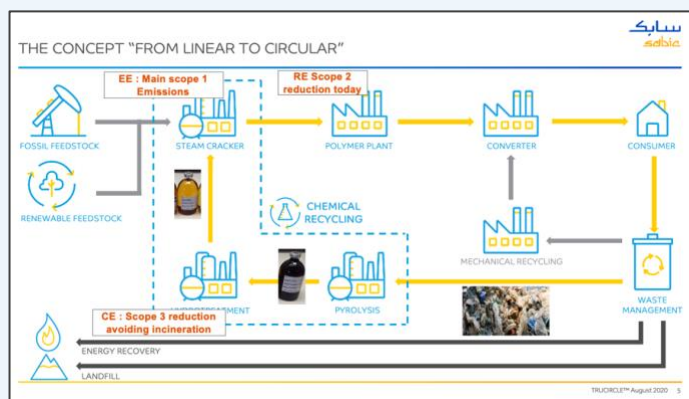 سابك
sabic
THE CONCEPT “FROM LINEAR TO CIRCULAR”
EE : Main scope 1
Emissions
RE Scope 2
reduction today
FOSSIL FEEDSTOCK
STEAM CRACKER
POLYMER PLANT
CONVERTER
CONSUMER
RENEWABLE FEEDSTOCK
CHEMICAL
RECYCLING
MECHANICAL RECYCLING
PYROLYSIS
WASTE
MANAGEMENT
CE : Scope 3 reduction
avoiding incineration
ENERGY RECOVERY
LANDFILL
TRUCIRCLE™ August 2020 5